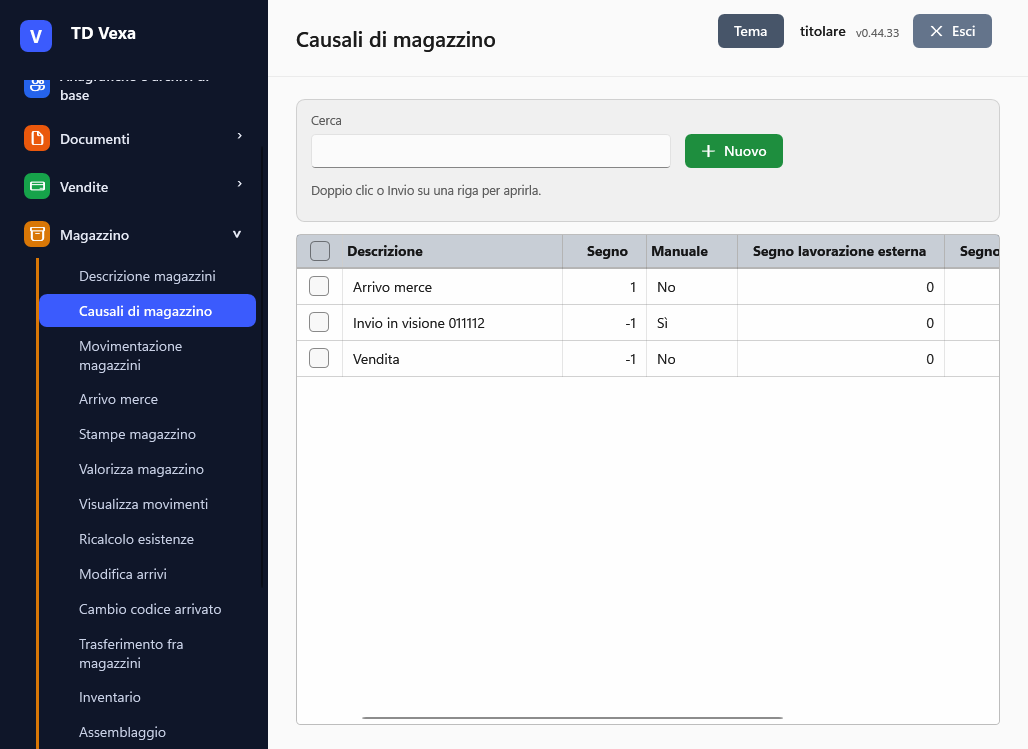 V
TD Vexa
base
Documenti
Vendite
Magazzino
Descrizione magazzini
Causali di magazzino
Movimentazione
magazzini
Arrivo merce
Stampe magazzino
Valorizza magazzino
Visualizza movimenti
Ricalcolo esistenze
Modifica arrivi
Cambio codice arrivato
Trasferimento fra
magazzini
Inventario
Assemblaggio
Causali di magazzino
Tema
titolare v0.44.33
Esci
Cerca
Nuovo
Doppio clic o Invio su una riga per aprirla.
Descrizione Segno Manuale Segno lavorazione esterna Segno
Arrivo merce 1 No 0
Invio in visione 011112 -1 Sì 0
Vendita -1 No 0